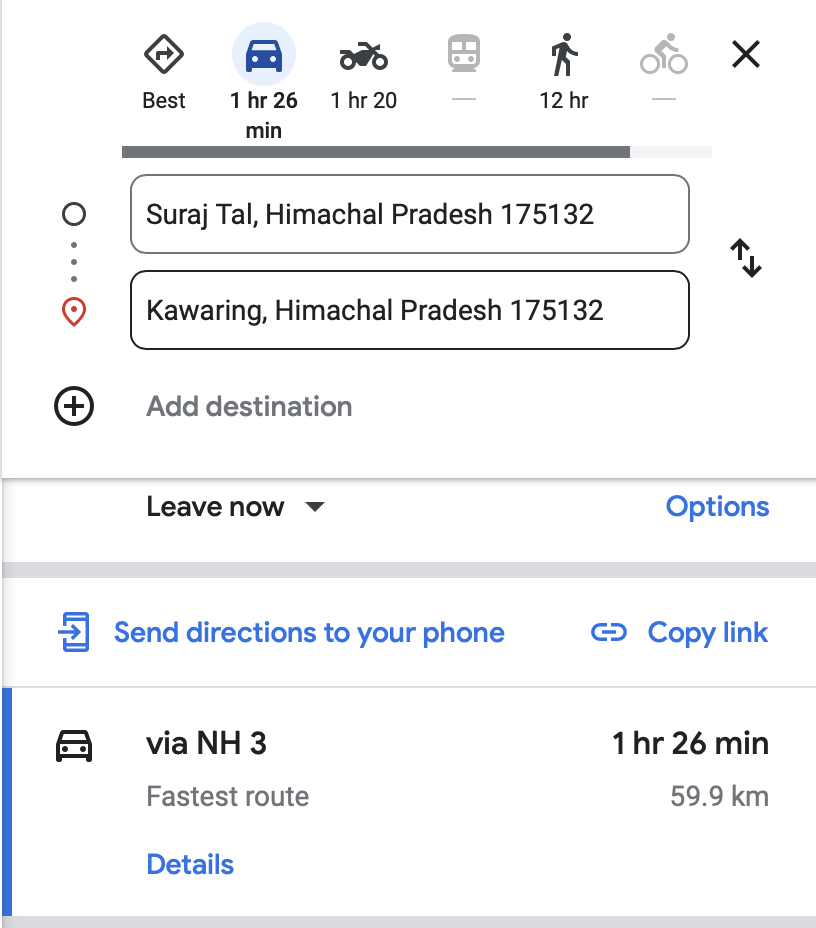 Best
1 hr 26
min
1 hr 20
—
12 hr
—
Suraj Tal, Himachal Pradesh 175132
Kawaring, Himachal Pradesh 175132
Add destination
Leave now
Options
Send directions to your phone
Copy link
via NH 3
1 hr 26 min
Fastest route
59.9 km
Details